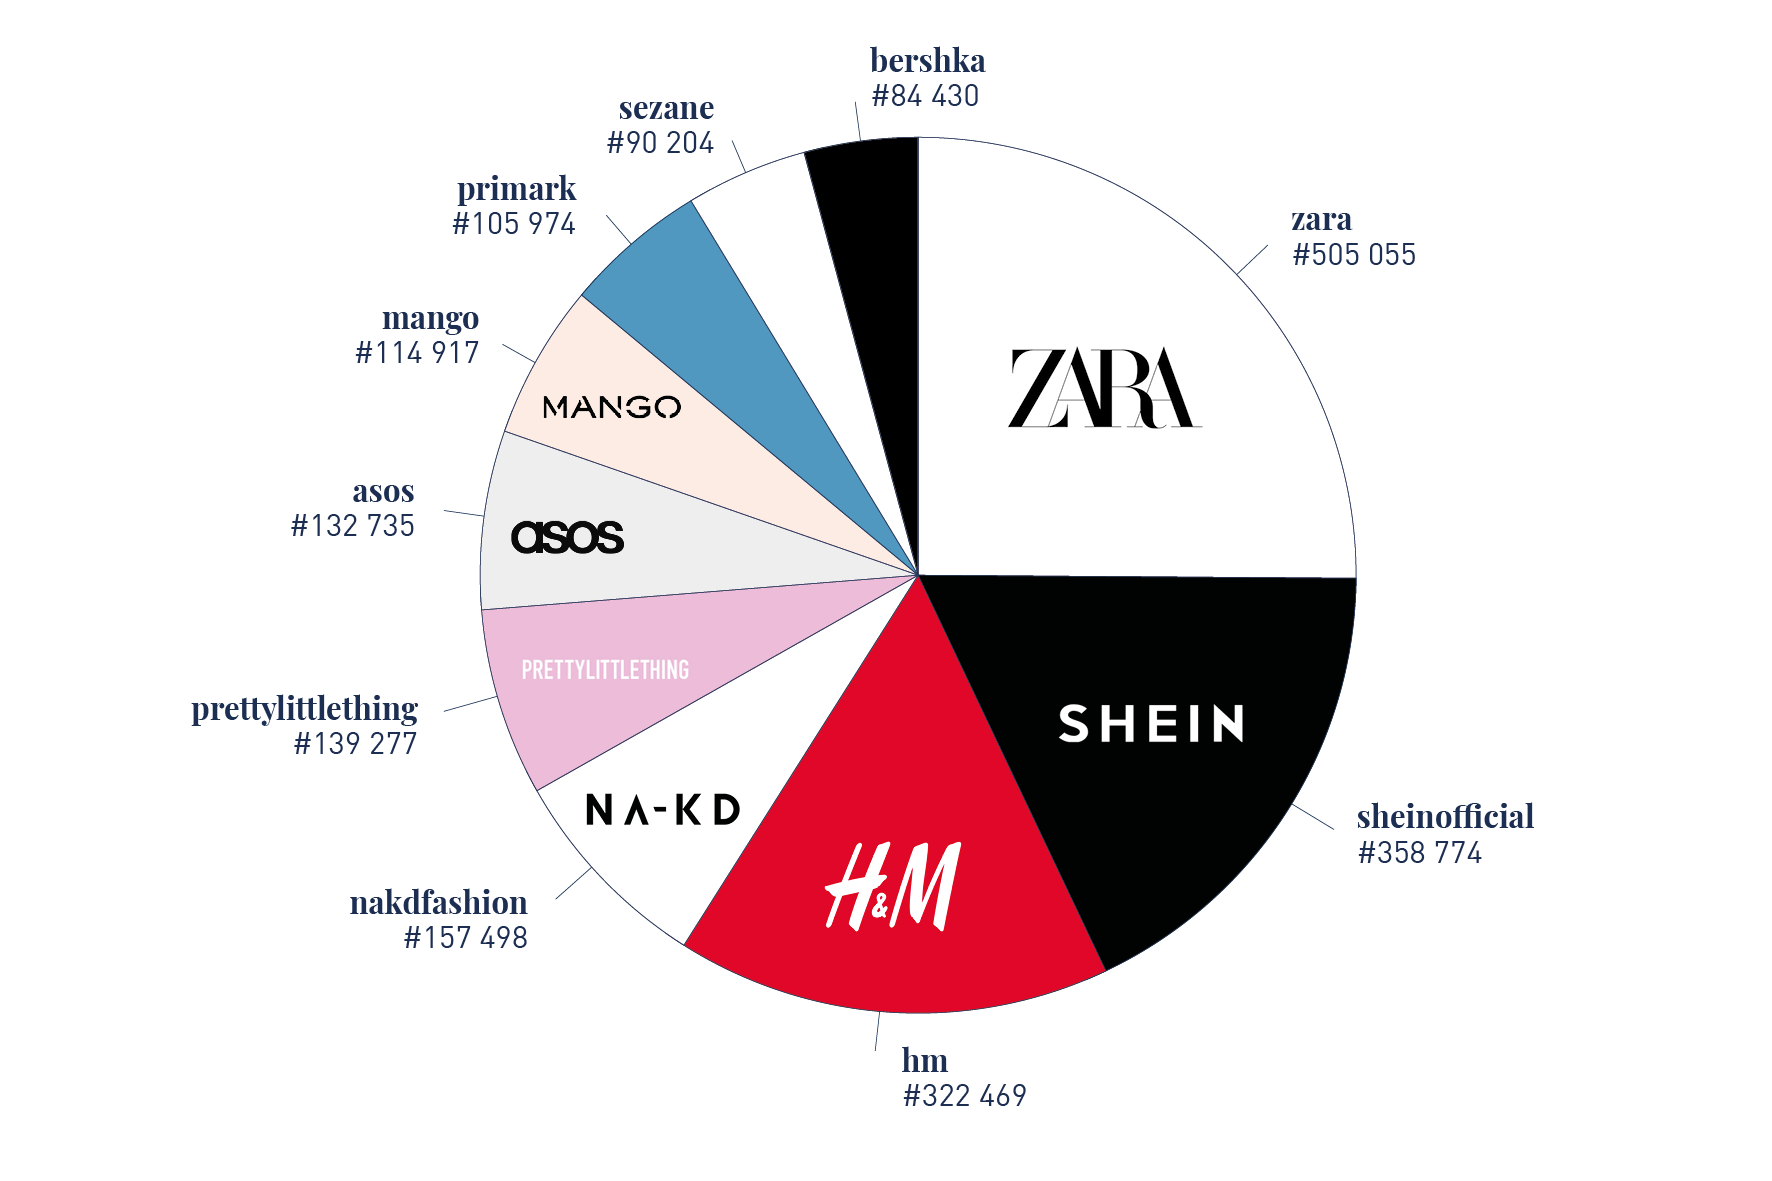 bershka
#84 430
sezane
#90 204
primark
#105 974
zara
#505 055
mango
#114 917
ZARA
MANGO
asos
#132 735
asos
PRETTYLITTLETHING
prettylittlething
#139 277
SHEIN
NA-KD
sheinofficial
#358 774
H&M
nakdfashion
#157 498
hm
#322 469